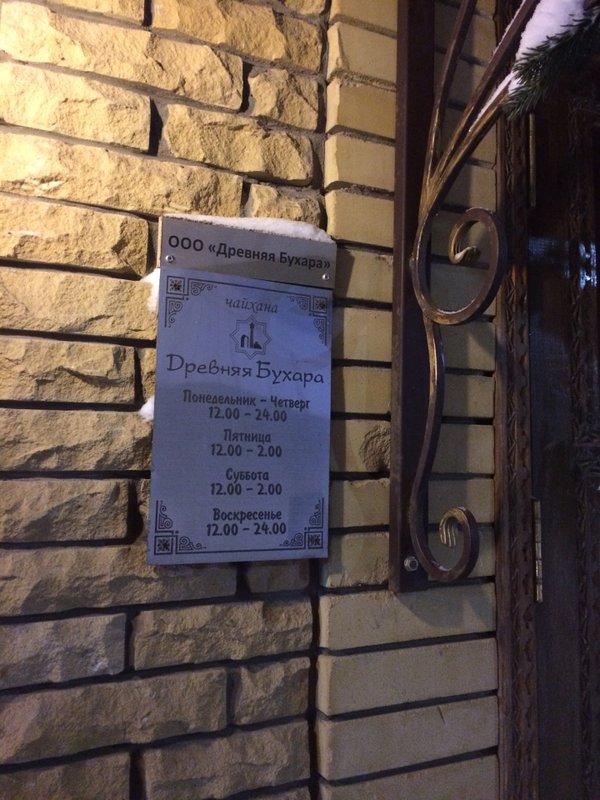 ООО «Древняя Бухара»
чайхана
Древняя Бухара
Понедельник – Четверг
12.00 – 24.00
Пятница
12.00 – 2.00
Суббота
12.00 – 2.00
Воскресенье
12.00 – 24.00